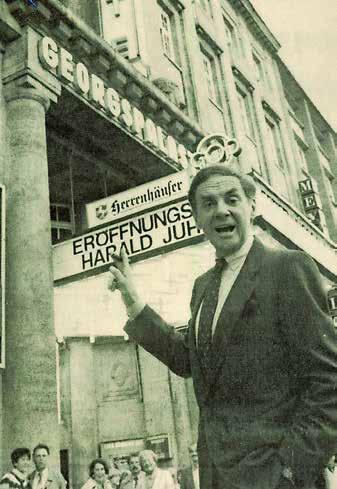 GEORGSPALAST
Herrenhäuser
ERÖFFNUNGS
HARALD JUH